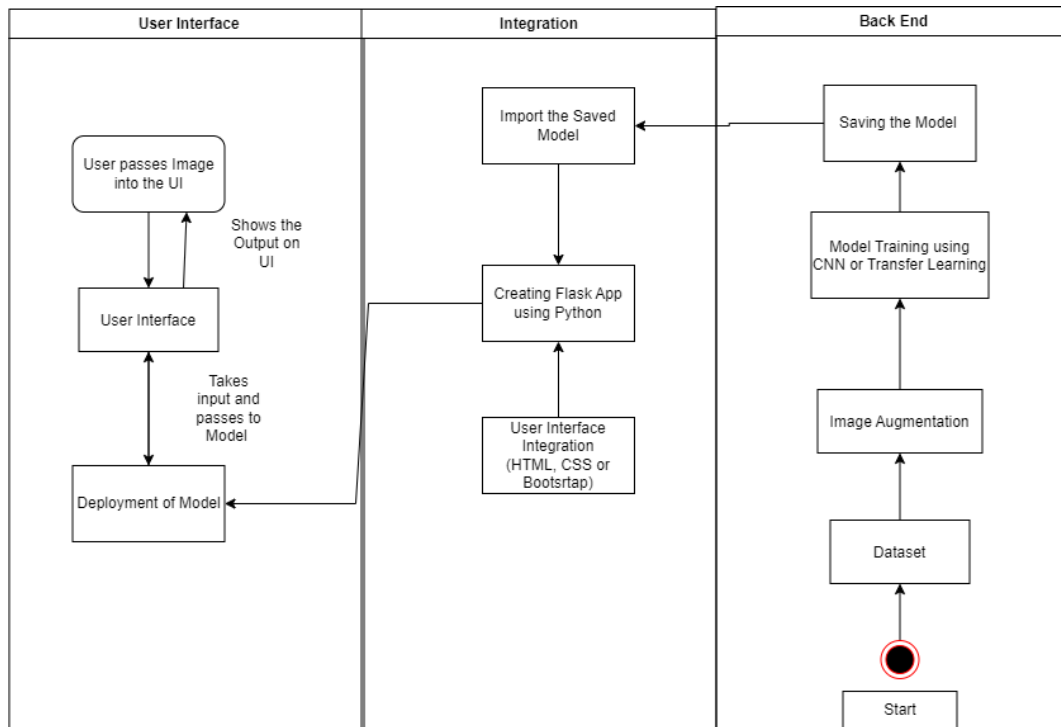 User Interface
Integration
Back End
User passes Image
into the UI
Shows the
Output on
UI
User Interface
Takes
input and
passes to
Model
Deployment of Model
Import the Saved
Model
Creating Flask App
using Python
User Interface
Integration
(HTML, CSS or
Bootsrtap)
Saving the Model
Model Training using
CNN or Transfer Learning
Image Augmentation
Dataset
Start